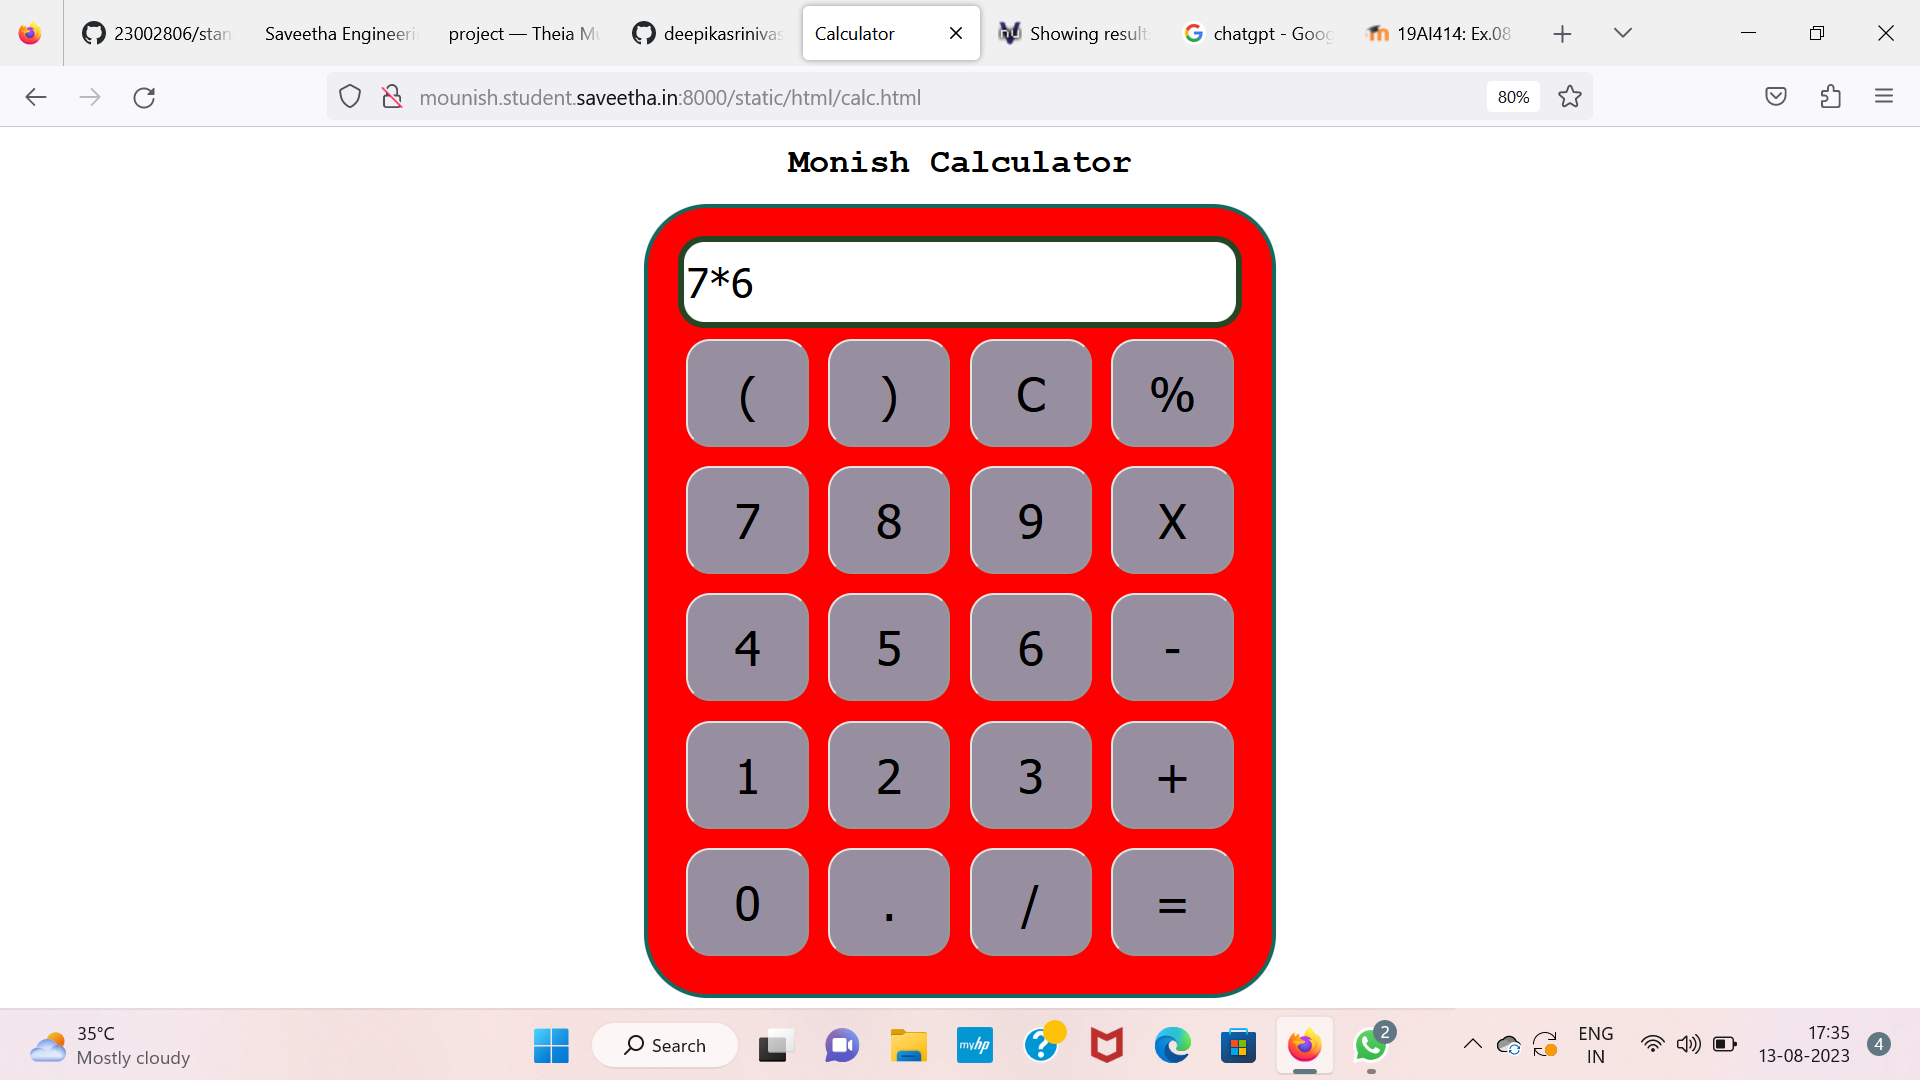 23002806/stan
Saveetha Engineeri
project — Theia Mu
deepikasriniva
Calculator
Showing result
chatgpt - Goog
19AI414: Ex.08
mounish.student.saveetha.in:8000/static/html/calc.html
80%
Monish Calculator
7*6
( ) C %
7 8 9 X
4 5 6 -
1 2 3 +
0 . / =
35°C
Mostly cloudy
Search
myhp
2
ENG
IN
17:35
13-08-2023
4